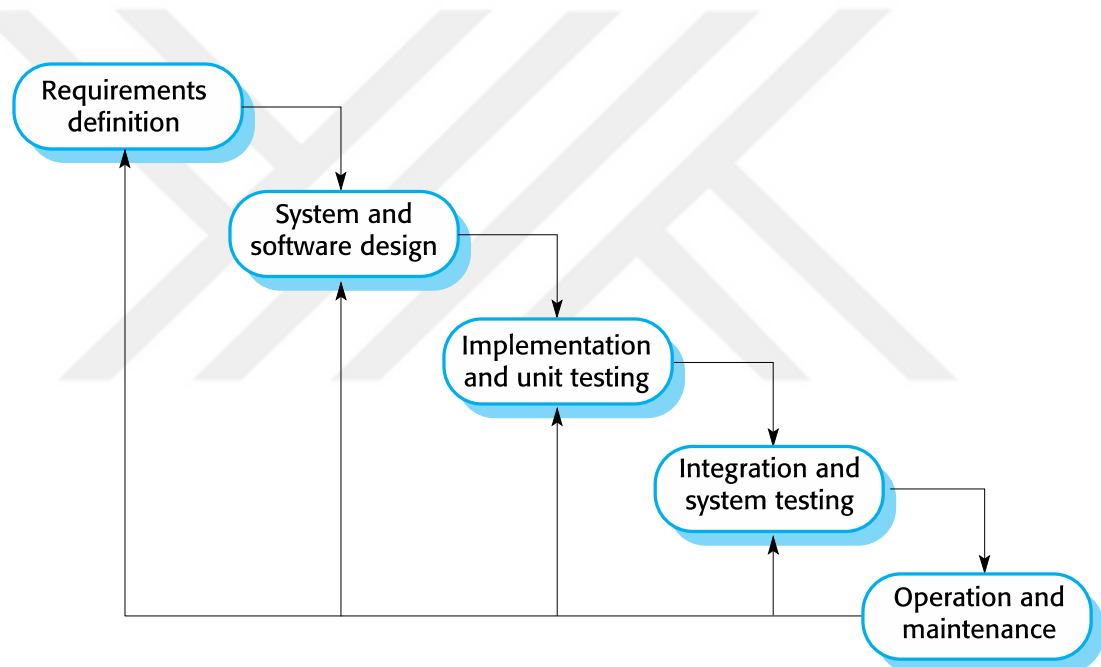 Requirements
definition
System and
software design
Implementation
and unit testing
Integration and
system testing
Operation and
maintenance